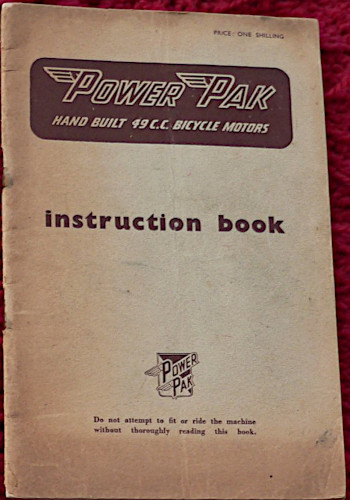 PRICE: ONE SHILLING
POWER PAK
HAND BUILT 49 C.C. BICYCLE MOTORS
instruction book
POWER
PAK
Do not attempt to fit or ride the machine
without thoroughly reading this book.